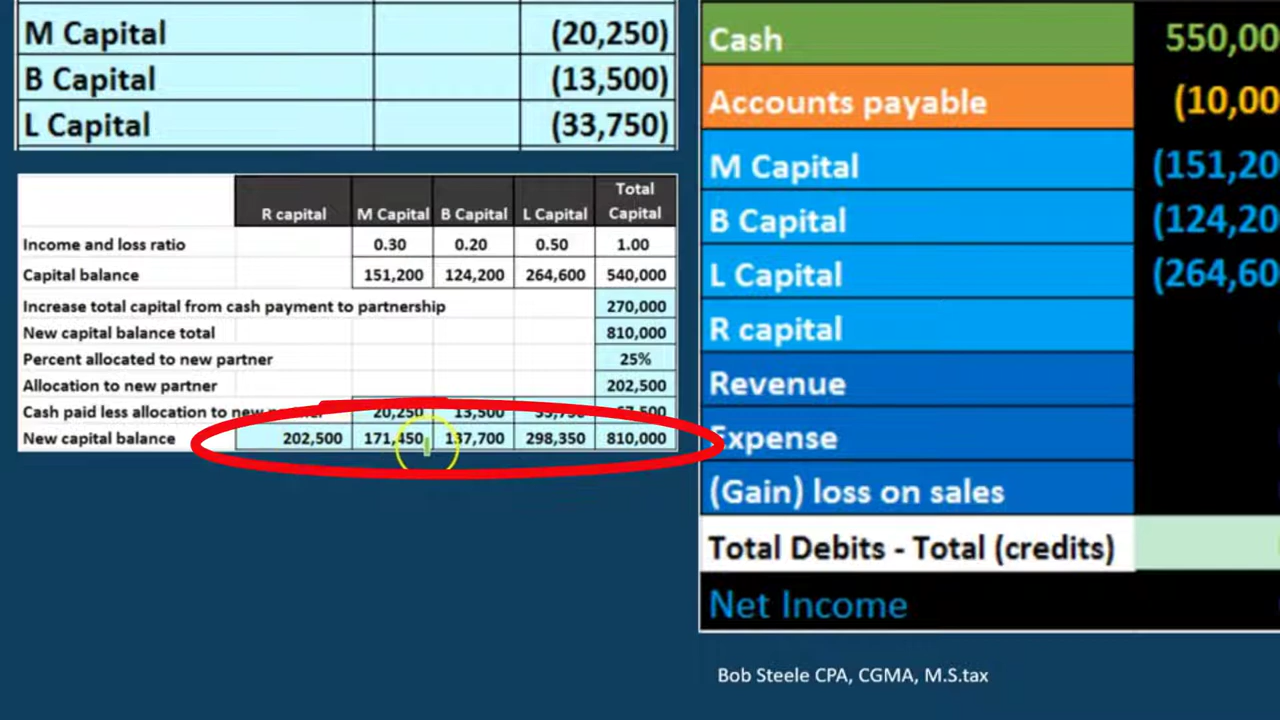 M Capital (20,250)
B Capital (13,500)
L Capital (33,750)
R capital M Capital B Capital L Capital Total Capital
Income and loss ratio 0.30 0.20 0.50 1.00
Capital balance 151,200 124,200 264,600 540,000
Increase total capital from cash payment to partnership 270,000
New capital balance total 810,000
Percent allocated to new partner 25%
Allocation to new partner 202,500
Cash paid less allocation to new partner 20,250 13,500 33,750 67,500
New capital balance 202,500 171,450 137,700 298,350 810,000
Cash 550,00
Accounts payable (10,00
M Capital (151,20
B Capital (124,20
L Capital (264,60
R capital
Revenue
Expense
(Gain) loss on sales
Total Debits - Total (credits)
Net Income
Bob Steele CPA, CGMA, M.S.tax